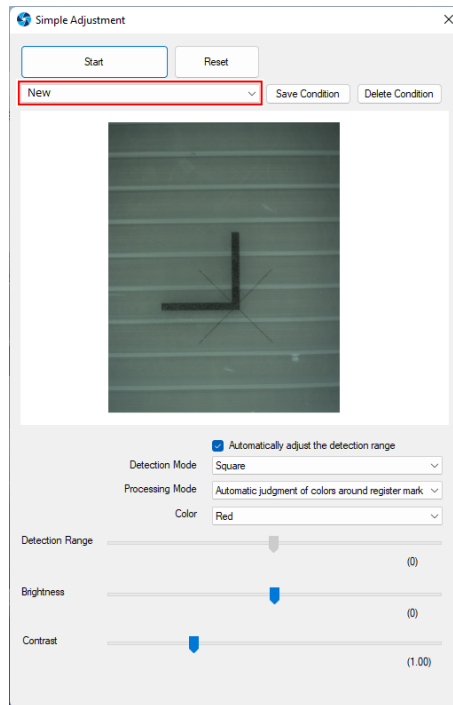 Simple Adjustment
Start Reset
New Save Condition Delete Condition
Automatically adjust the detection range
Detection Mode Square
Processing Mode Automatic judgment of colors around register mark
Color Red
Detection Range
(0)
Brightness
(0)
Contrast
(1.00)